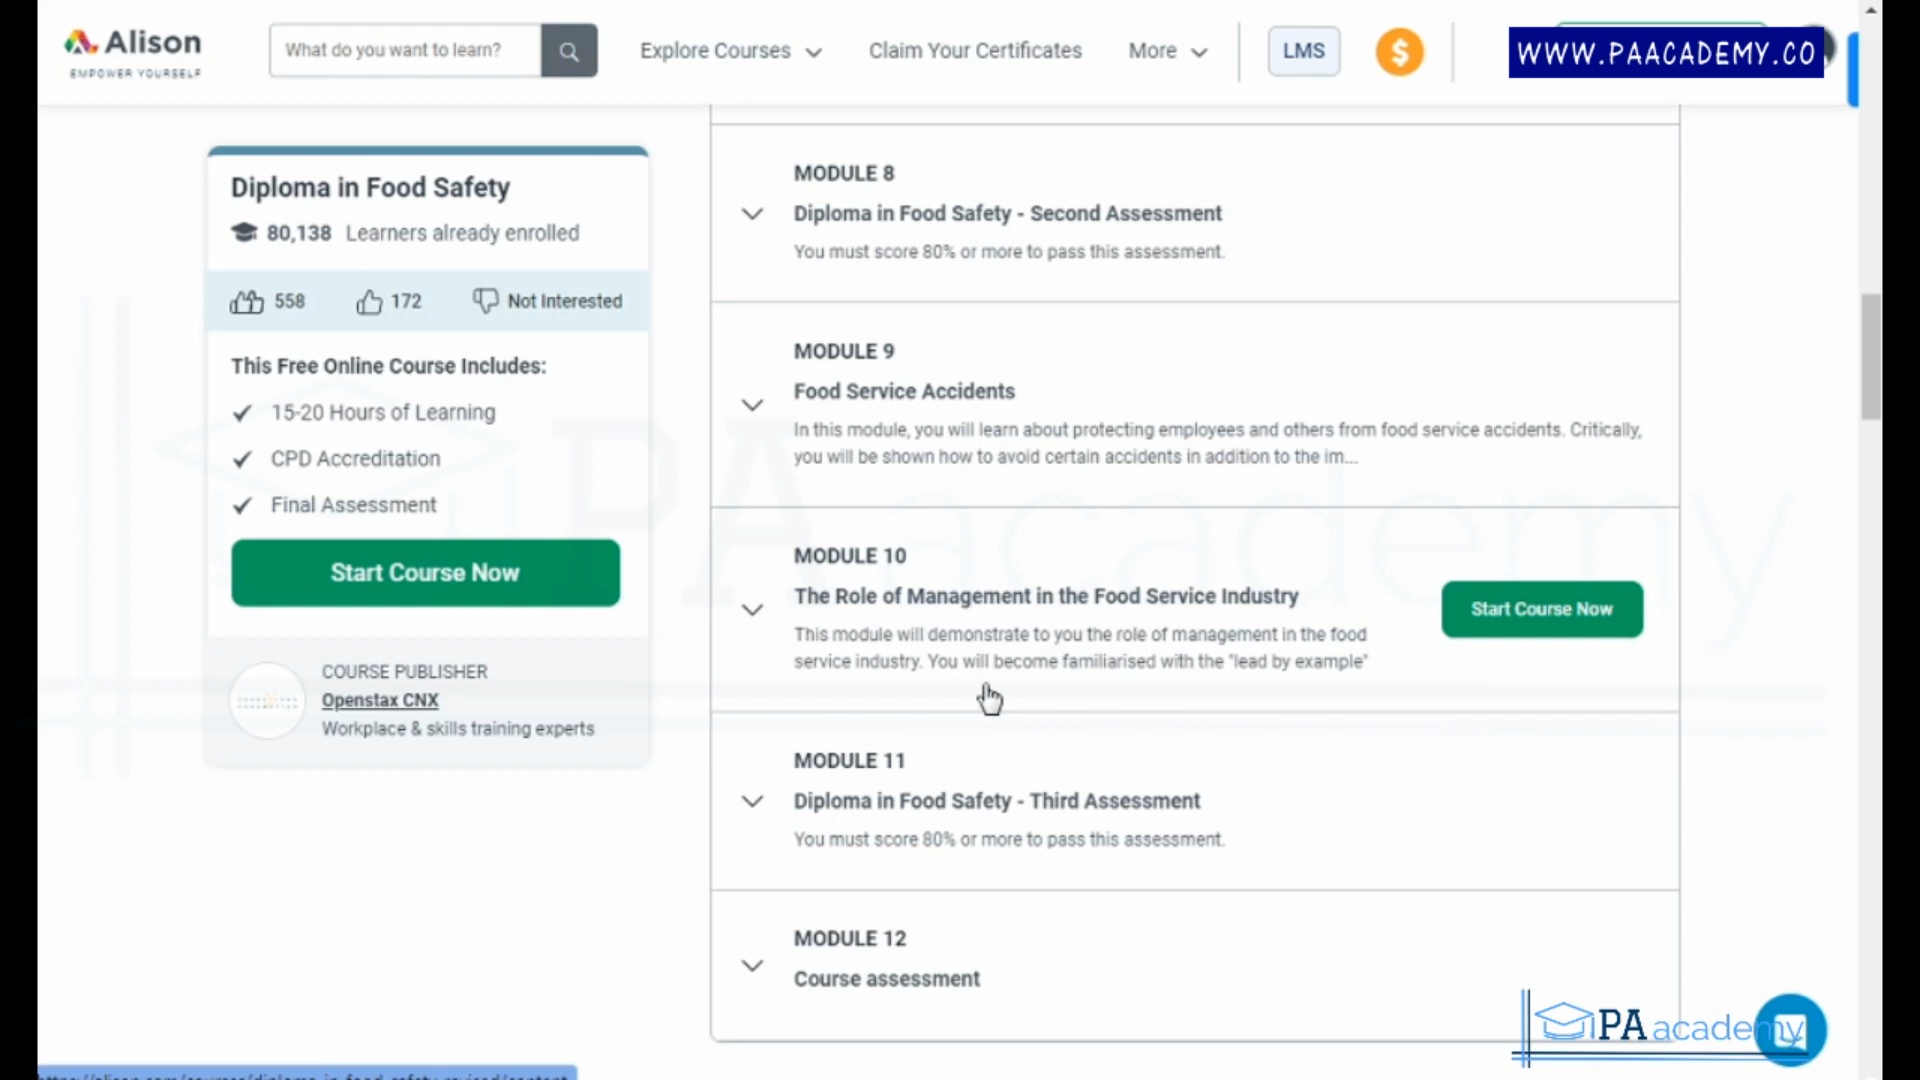 Alison
EMPOWER YOURSELF
What do you want to learn?
Explore Courses
Claim Your Certificates
More
LMS
WWW.PAACADEMY.CO
Diploma in Food Safety
80,138 Learners already enrolled
558
172
Not Interested
This Free Online Course Includes:
15-20 Hours of Learning
CPD Accreditation
Final Assessment
Start Course Now
COURSE PUBLISHER
Openstax CNX
Workplace & skills training experts
MODULE 8
Diploma in Food Safety - Second Assessment
You must score 80% or more to pass this assessment.
MODULE 9
Food Service Accidents
In this module, you will learn about protecting employees and others from food service accidents. Critically,
you will be shown how to avoid certain accidents in addition to the im...
MODULE 10
The Role of Management in the Food Service Industry
This module will demonstrate to you the role of management in the food
service industry. You will become familiarised with the "lead by example"
Start Course Now
MODULE 11
Diploma in Food Safety - Third Assessment
You must score 80% or more to pass this assessment.
MODULE 12
Course assessment
PA academy
PA academy